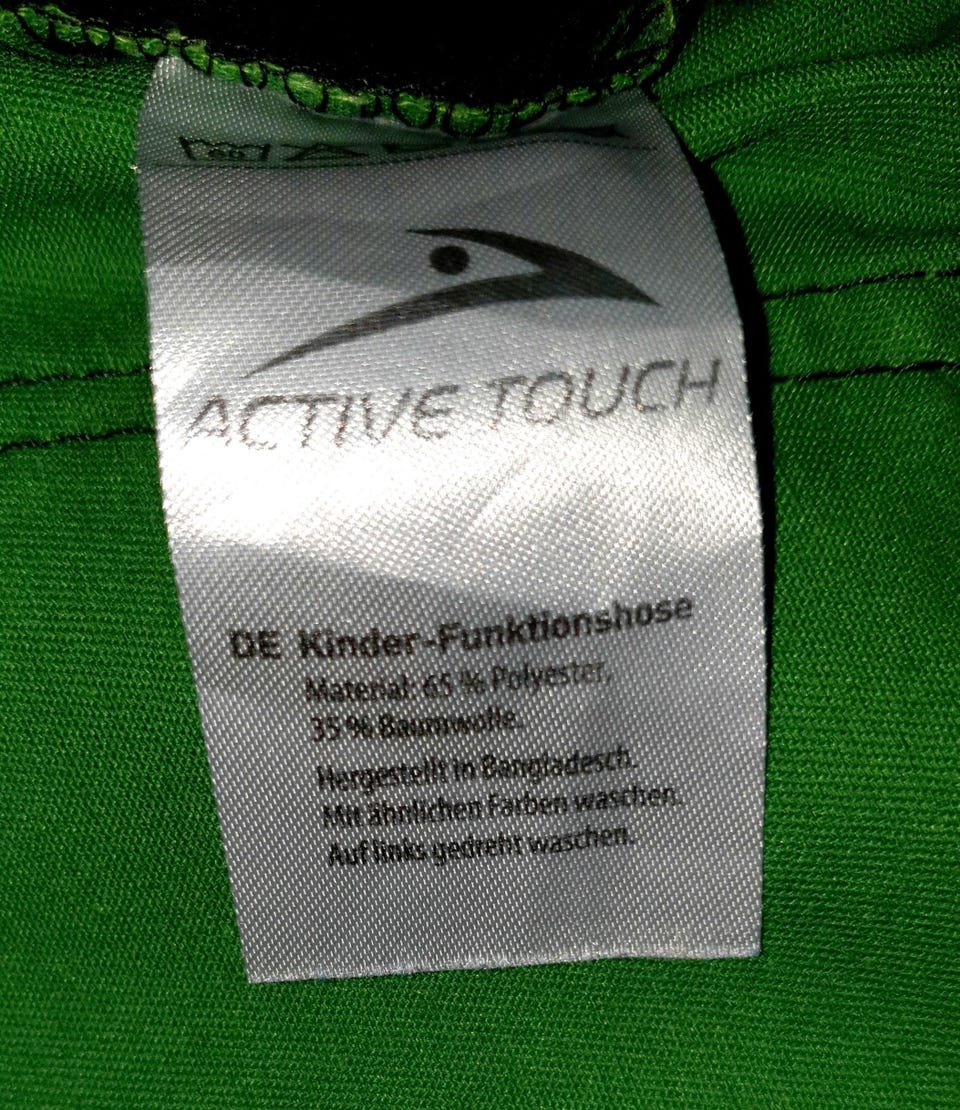 ACTIVE TOUCH
DE Kinder-Funktionshose
Material: 65 % Polyester,
35 % Baumwolle.
Hergestellt in Bangladesch.
Mit ähnlichen Farben waschen.
Auf links gedreht waschen.